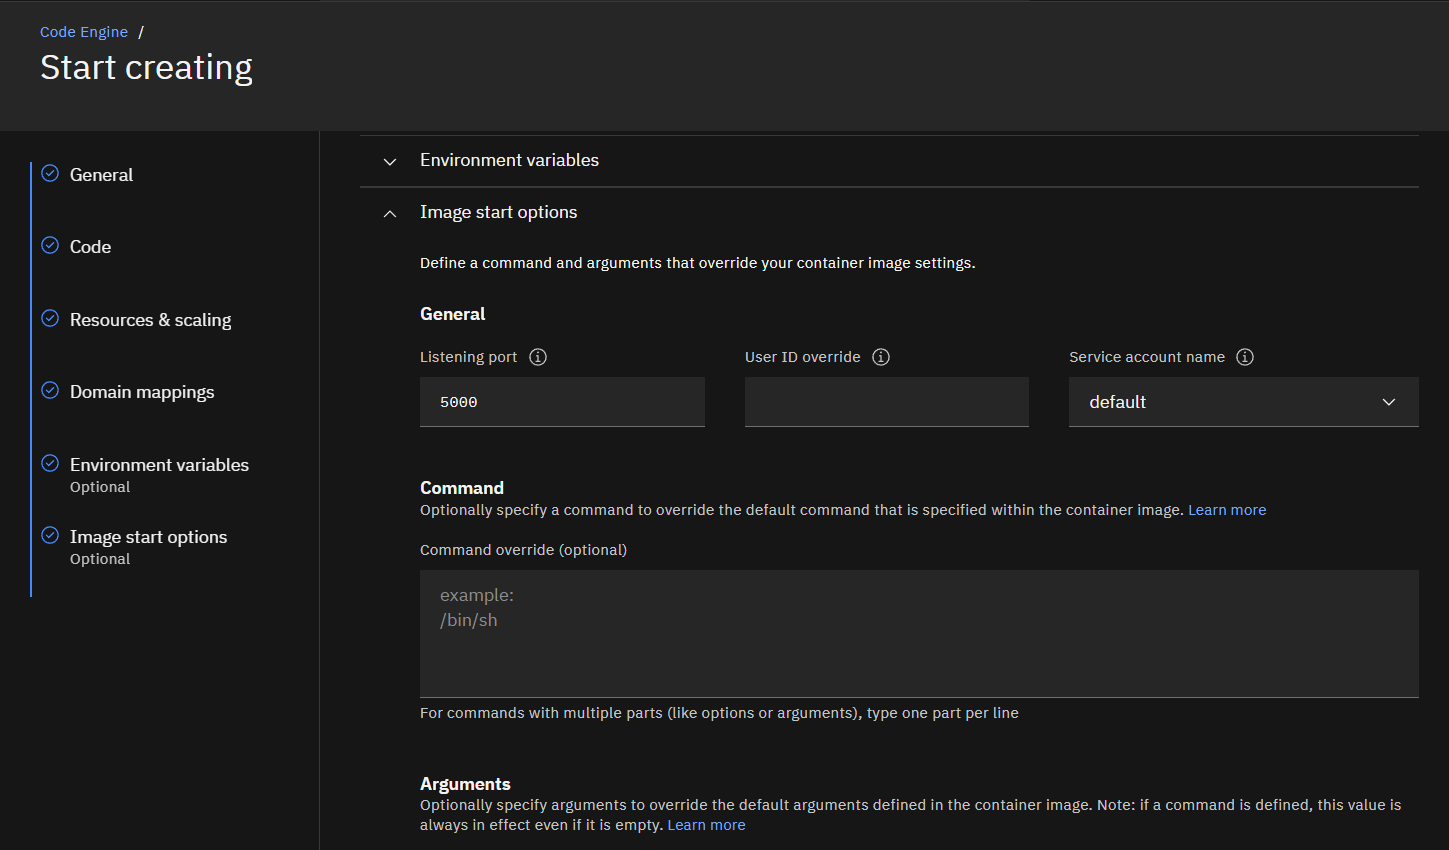 Code Engine /
Start creating
General
Code
Resources & scaling
Domain mappings
Environment variables
Optional
Image start options
Optional
Environment variables
Image start options
Define a command and arguments that override your container image settings.
General
Listening port
User ID override
Service account name
5000
default
Command
Optionally specify a command to override the default command that is specified within the container image. Learn more
Command override (optional)
example:
/bin/sh
For commands with multiple parts (like options or arguments), type one part per line
Arguments
Optionally specify arguments to override the default arguments defined in the container image. Note: if a command is defined, this value is
always in effect even if it is empty. Learn more